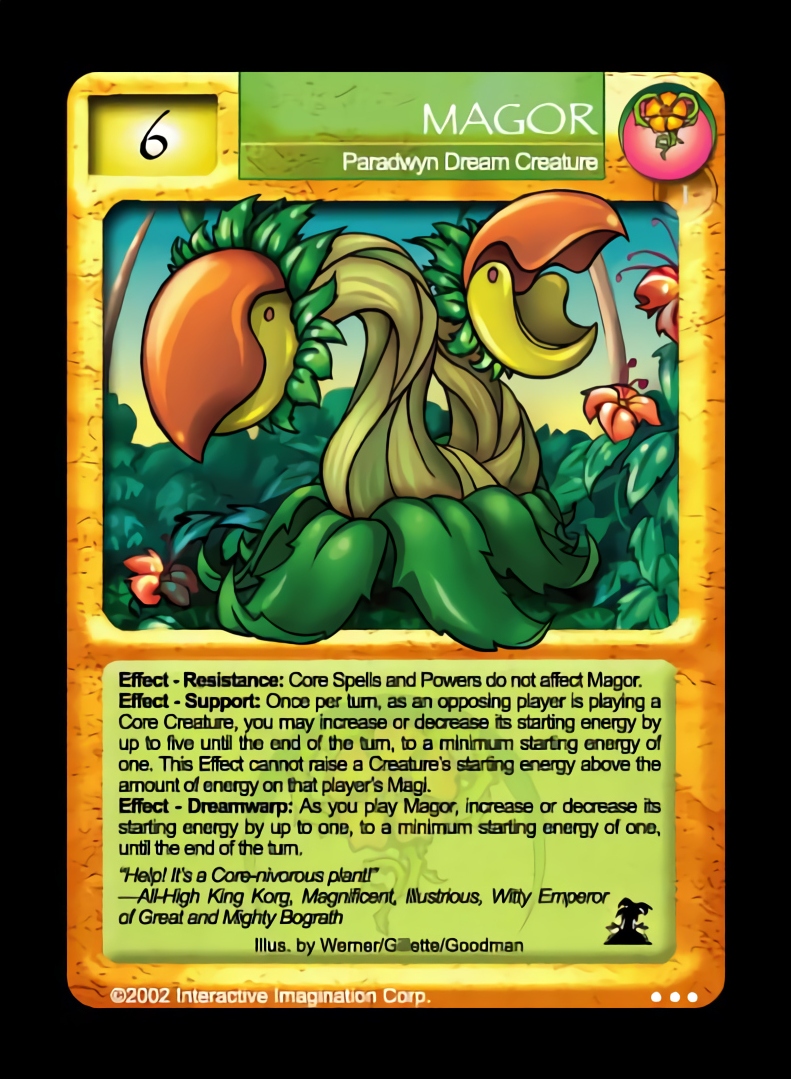 6
MAGOR
Paradwyn Dream Creature
1
Effect - Resistance: Core Spells and Powers do not affect Magor.
Effect - Support: Once per turn, as an opposing player is playing a
Core Creature, you may increase or decrease its starting energy by
up to five until the end of the turn, to a minimum starting energy of
one. This Effect cannot raise a Creature's starting energy above the
amount of energy on that player's Magi.
Effect - Dreamwarp: As you play Magor, increase or decrease its
starting energy by up to one, to a minimum starting energy of one,
until the end of the turn.
"Help! It's a Core-nivorous plant!"
—All-High King Korg, Magnificent, Illustrious, Witty Emperor
of Great and Mighty Bograth
Illus. by Werner/Gillette/Goodman
©2002 Interactive Imagination Corp.